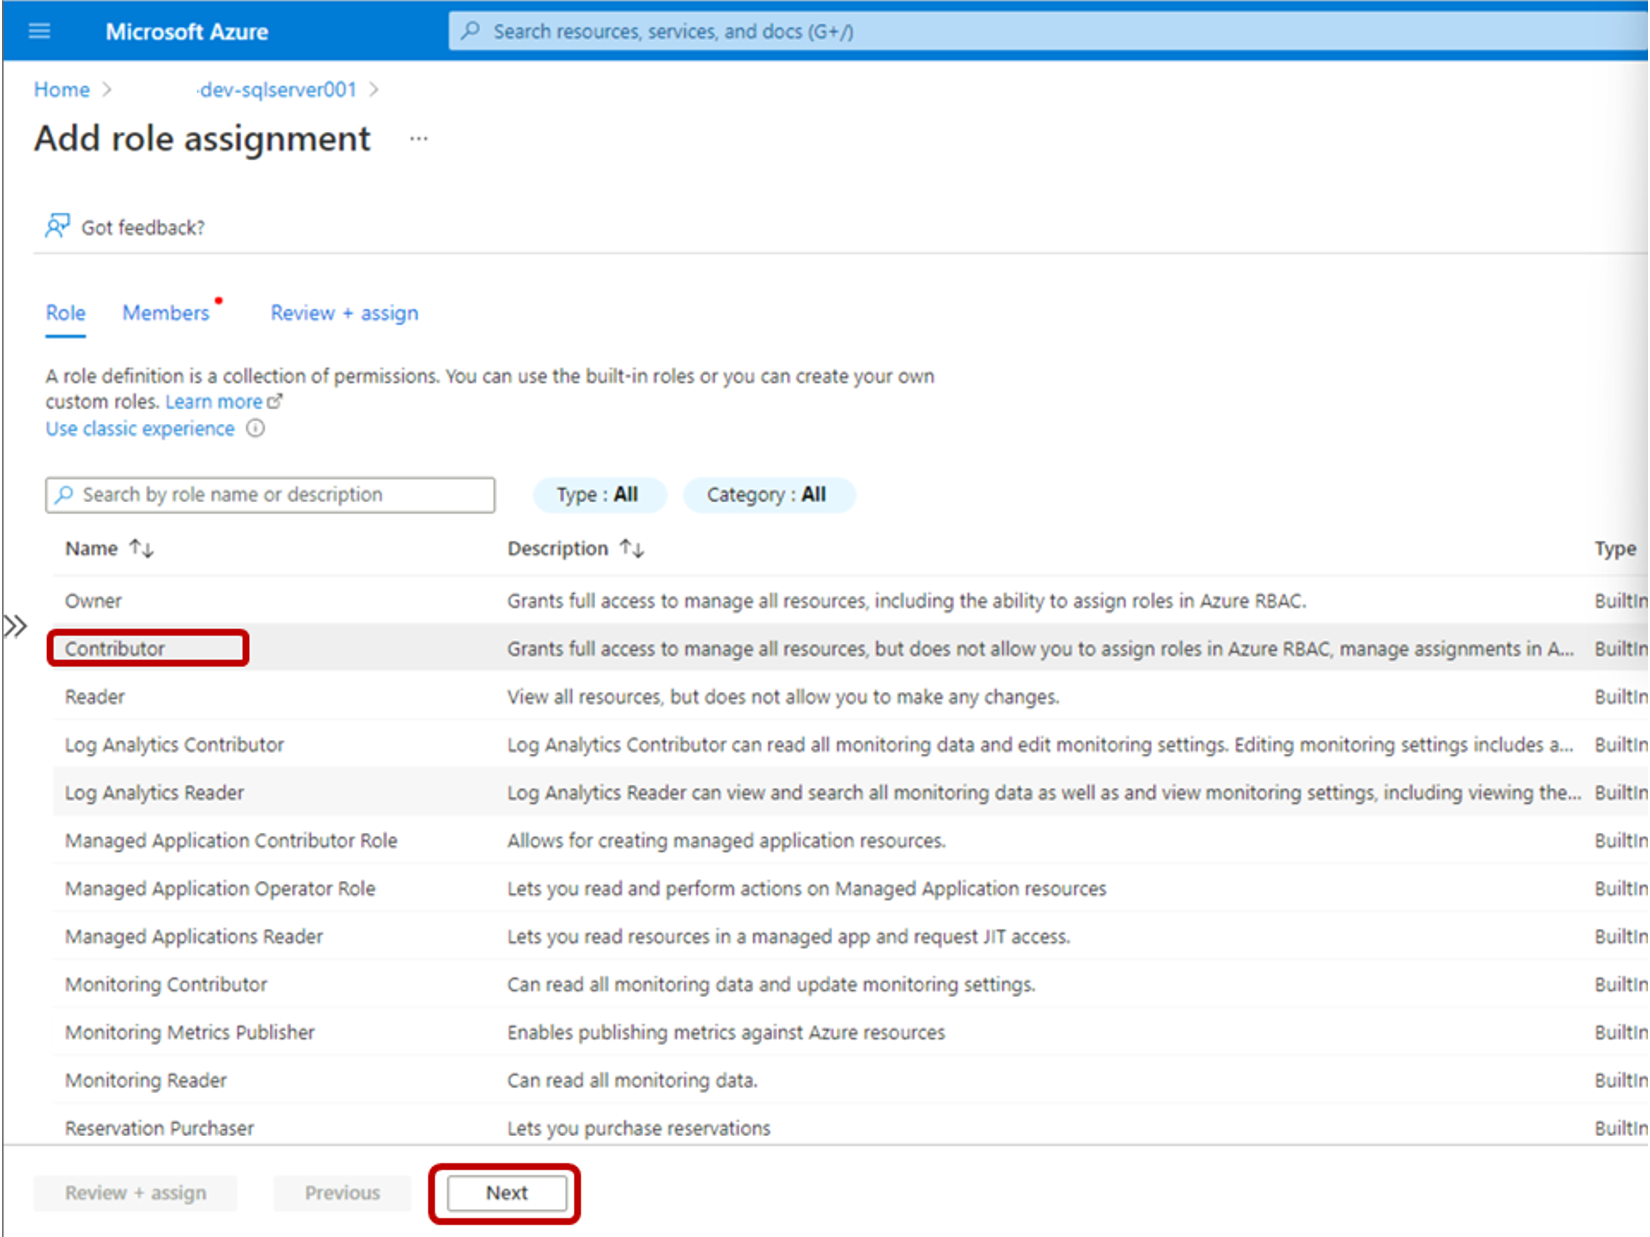 Microsoft Azure
Search resources, services, and docs (G+/)
Home > -dev-sqlserver001 >
Add role assignment ...
Got feedback?
Role Members Review + assign
A role definition is a collection of permissions. You can use the built-in roles or you can create your own
custom roles. Learn more
Use classic experience
Search by role name or description Type : All Category : All
Name ↑↓ Description ↑↓ Type
Owner Grants full access to manage all resources, including the ability to assign roles in Azure RBAC. BuiltIn
Contributor Grants full access to manage all resources, but does not allow you to assign roles in Azure RBAC, manage assignments in A... BuiltIn
Reader View all resources, but does not allow you to make any changes. BuiltIn
Log Analytics Contributor Log Analytics Contributor can read all monitoring data and edit monitoring settings. Editing monitoring settings includes a... BuiltIn
Log Analytics Reader Log Analytics Reader can view and search all monitoring data as well as and view monitoring settings, including viewing the... BuiltIn
Managed Application Contributor Role Allows for creating managed application resources. BuiltIn
Managed Application Operator Role Lets you read and perform actions on Managed Application resources BuiltIn
Managed Applications Reader Lets you read resources in a managed app and request JIT access. BuiltIn
Monitoring Contributor Can read all monitoring data and update monitoring settings. BuiltIn
Monitoring Metrics Publisher Enables publishing metrics against Azure resources BuiltIn
Monitoring Reader Can read all monitoring data. BuiltIn
Reservation Purchaser Lets you purchase reservations BuiltIn
Review + assign Previous Next